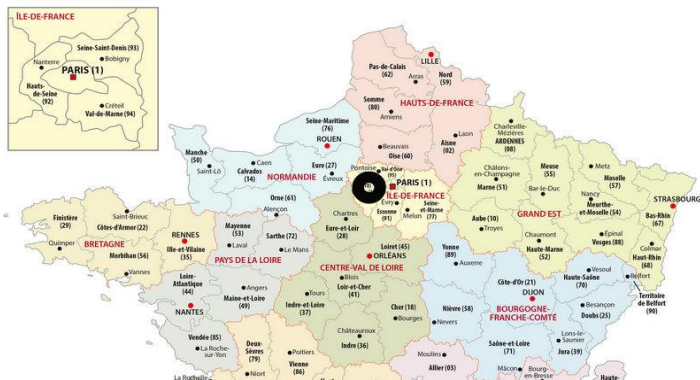 ÎLE-DE-FRANCE
Seine-Saint-Denis (93)
Nanterre
Bobigny
PARIS (1)
Hauts-
de-Seine
(92)
Créteil
Val-de-Marne (94)
LILLE
Pas-de-Calais
(62)
Nord
(59)
Arras
Somme
(80)
HAUTS-DE-FRANCE
Amiens
Seine-Maritime
(76)
ROUEN
Laon
Aisne
(02)
Beauvais
Oise (60)
Charleville-
Mézières
ARDENNES
(08)
Manche
(50)
Saint-Lô
Caen
Calvados
(14)
Eure (27)
Évreux
NORMANDIE
Pontoise
Val-d'Oise
(95)
PARIS (1)
ÎLE-DE-FRANCE
Evry
Essonne
(91)
Melun
Seine-
et-Marne
(77)
Châlons-
en-Champagne
Marne (51)
Meuse
(55)
Bar-le-Duc
Metz
Moselle
(57)
Nancy
Meurthe-
et-Moselle (54)
STRASBOURG
Bas-Rhin
(67)
GRAND EST
Orne (61)
Alençon
Chartres
Eure-et-Loir
(28)
Aube (10)
Troyes
Chaumont
Haute-Marne
(52)
Épinal
Vosges (88)
Colmar
Haut-Rhin
(68)
Finistère
(29)
Saint-Brieuc
Côtes-d'Armor (22)
Quimper
BRETAGNE
Morbihan (56)
Vannes
RENNES
Ille-et-Vilaine
(35)
Mayenne
(53)
Laval
Sarthe (72)
Le Mans
PAYS DE LA LOIRE
Loiret (45)
ORLÉANS
CENTRE-VAL DE LOIRE
Yonne
(89)
Auxerre
Côte-d'Or (21)
DIJON
BOURGOGNE-
FRANCHE-COMTÉ
Vesoul
Haute-Saône
(70)
Belfort
Territoire
de Belfort
(90)
Besançon
Doubs (25)
Loire-
Atlantique
(44)
NANTES
Angers
Maine-et-Loire
(49)
Blois
Loir-et-Cher
(41)
Tours
Indre-et-Loire
(37)
Cher (18)
Bourges
Nièvre (58)
Nevers
Vendée (85)
La Roche-
sur-Yon
Deux-
Sèvres
(79)
Niort
Poitiers
Vienne
(86)
Châteauroux
Indre (36)
Moulins
Allier (03)
Saône-et-Loire
(71)
Mâcon
Lons-le-
Saunier
Jura (39)
Bourg-
en-Bresse
La Rochelle
Haute-